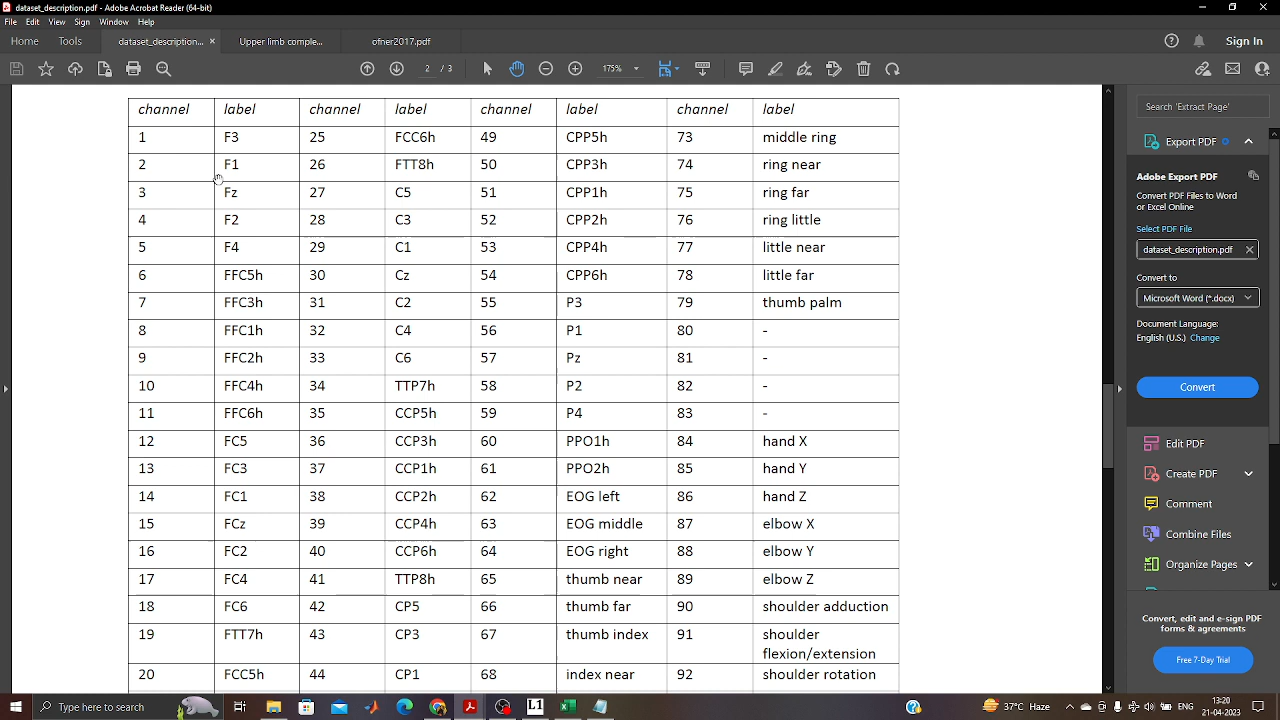 dataset_description.pdf - Adobe Acrobat Reader (64-bit)
File Edit View Sign Window Help
Home Tools dataset_description... × Upper limb comple... ofner2017.pdf Sign In
2 / 3 175%
channel label channel label channel label channel label
1 F3 25 FCC6h 49 CPP5h 73 middle ring
2 F1 26 FTT8h 50 CPP3h 74 ring near
3 Fz 27 C5 51 CPP1h 75 ring far
4 F2 28 C3 52 CPP2h 76 ring little
5 F4 29 C1 53 CPP4h 77 little near
6 FFC5h 30 Cz 54 CPP6h 78 little far
7 FFC3h 31 C2 55 P3 79 thumb palm
8 FFC1h 32 C4 56 P1 80 -
9 FFC2h 33 C6 57 Pz 81 -
10 FFC4h 34 TTP7h 58 P2 82 -
11 FFC6h 35 CCP5h 59 P4 83 -
12 FC5 36 CCP3h 60 PPO1h 84 hand X
13 FC3 37 CCP1h 61 PPO2h 85 hand Y
14 FC1 38 CCP2h 62 EOG left 86 hand Z
15 FCz 39 CCP4h 63 EOG middle 87 elbow X
16 FC2 40 CCP6h 64 EOG right 88 elbow Y
17 FC4 41 TTP8h 65 thumb near 89 elbow Z
18 FC6 42 CP5 66 thumb far 90 shoulder adduction
19 FTT7h 43 CP3 67 thumb index 91 shoulder
flexion/extension
20 FCC5h 44 CP1 68 index near 92 shoulder rotation
Search 'Extract Page'
Export PDF
Adobe Export PDF
Convert PDF Files to Word
or Excel Online
Select PDF File
dataset_description.pdf
Convert to
Microsoft Word (*.docx)
Document Language:
English (U.S.) Change
Convert
Edit PDF
Create PDF
Comment
Combine Files
Organize Pages
Convert, edit and e-sign PDF
forms & agreements
Free 7-Day Trial
Type here to search
L1
37°C Haze
ENG
13:20
21-04-2023